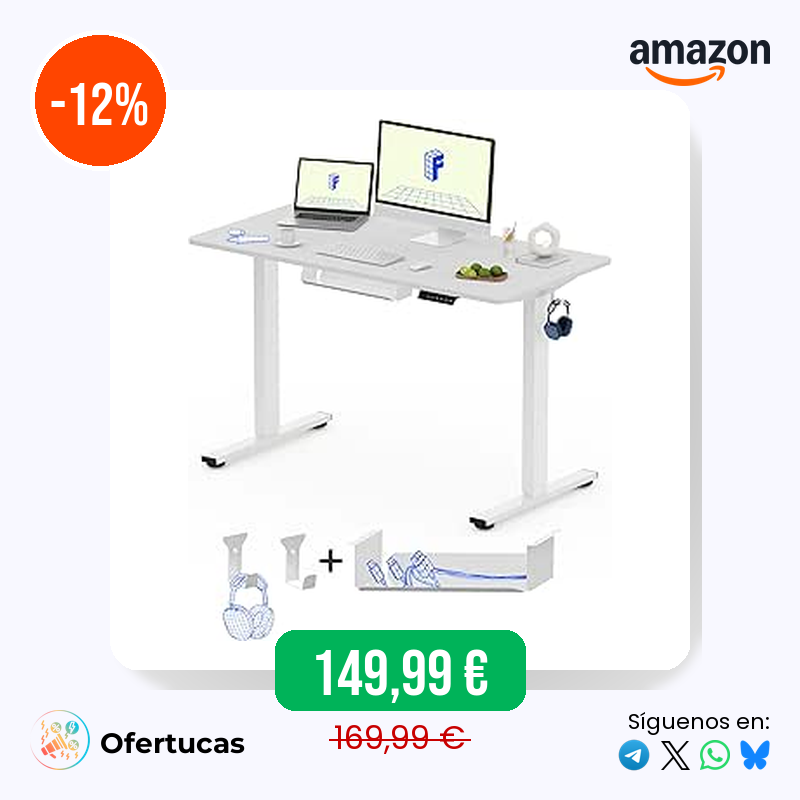 -12%
amazon
F
F
+
149,99 €
169,99 €
Ofertucas
Síguenos en: